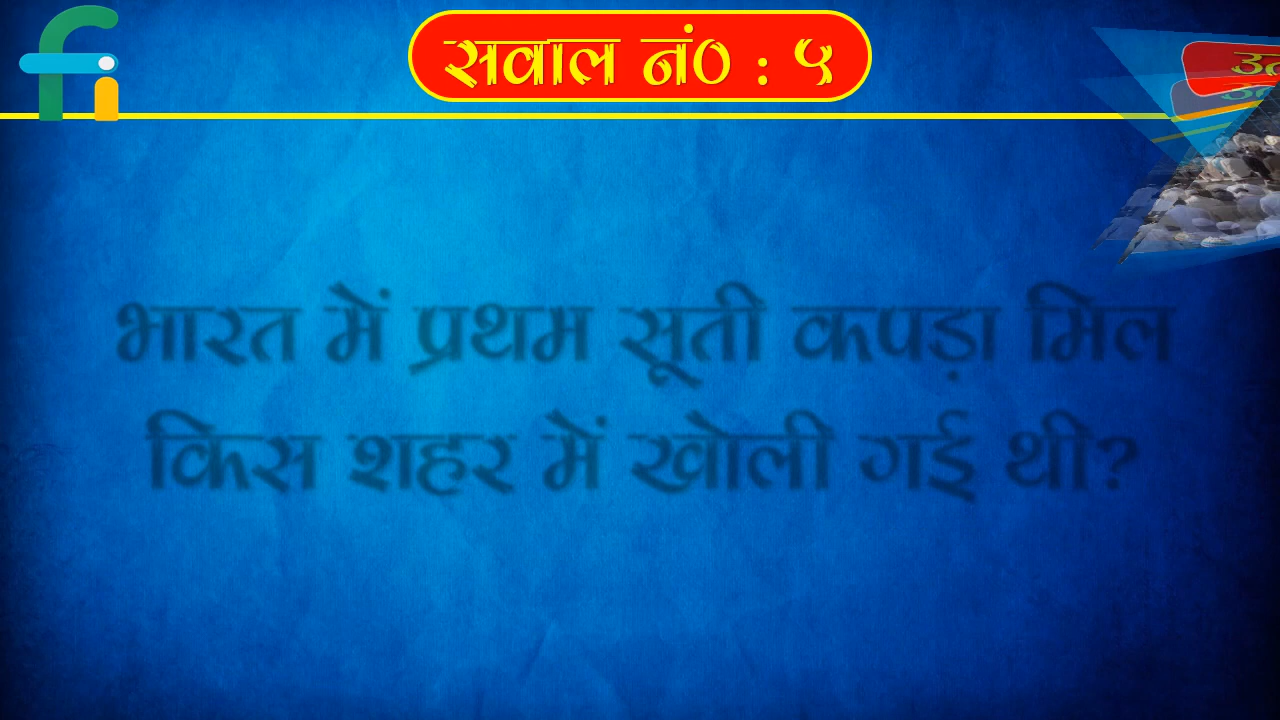 सवाल नं० : ५
भारत में प्रथम सूती कपड़ा मिल
किस शहर में खोली गई थी?